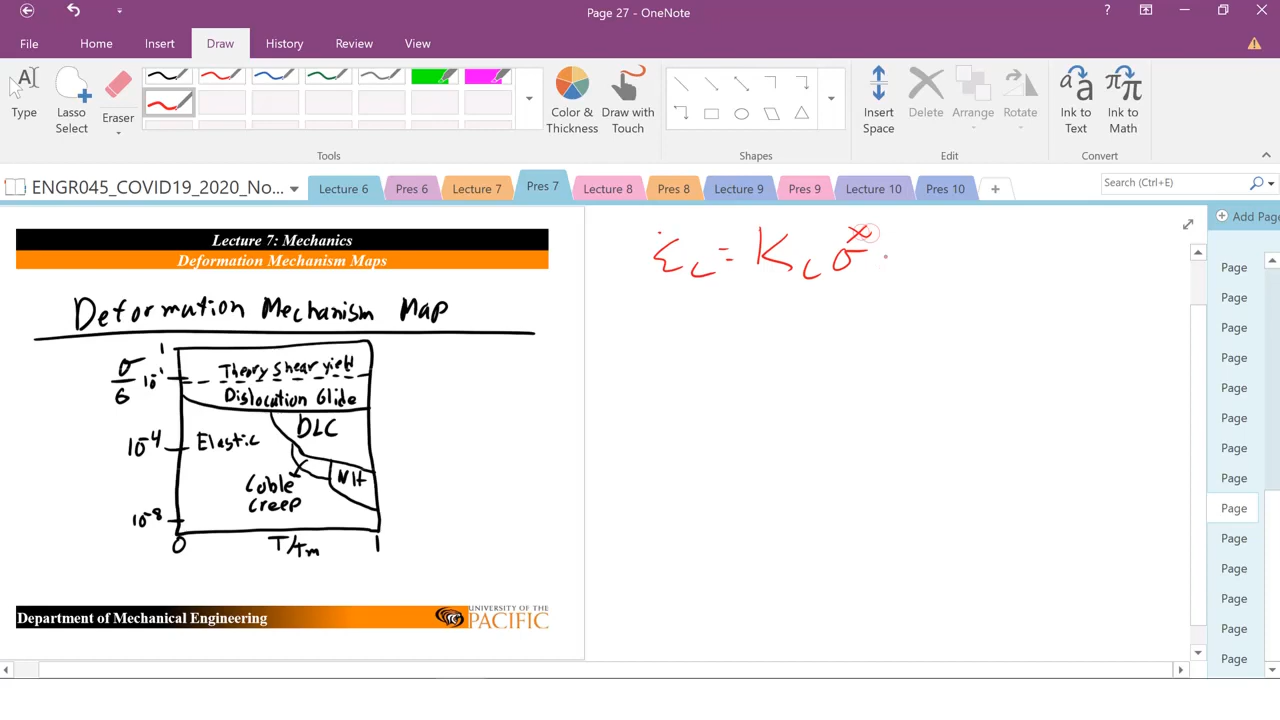 Page 27 - OneNote
?
File Home Insert Draw History Review View
Type
Lasso Select
Eraser
Color & Thickness
Draw with Touch
Insert Space
Delete
Arrange
Rotate
Ink to Text
Ink to Math
Tools
Shapes
Edit
Convert
ENGR045_COVID19_2020_No...
Lecture 6 Pres 6 Lecture 7 Pres 7 Lecture 8 Pres 8 Lecture 9 Pres 9 Lecture 10 Pres 10 +
Search (Ctrl+E)
Add Page
Page
Page
Page
Page
Page
Page
Page
Page
Page
Page
Page
Page
Page
Page
Lecture 7: Mechanics
Deformation Mechanism Maps
Deformation Mechanism Map
1
σ/G
10⁻¹
Theory Shear yield
Dislocation Glide
DLC
10⁻⁴
Elastic
NH
Coble
Creep
10⁻⁸
0
T/Tm
1
Department of Mechanical Engineering
UNIVERSITY OF THE
PACIFIC
ε̇c = Kc σˣ